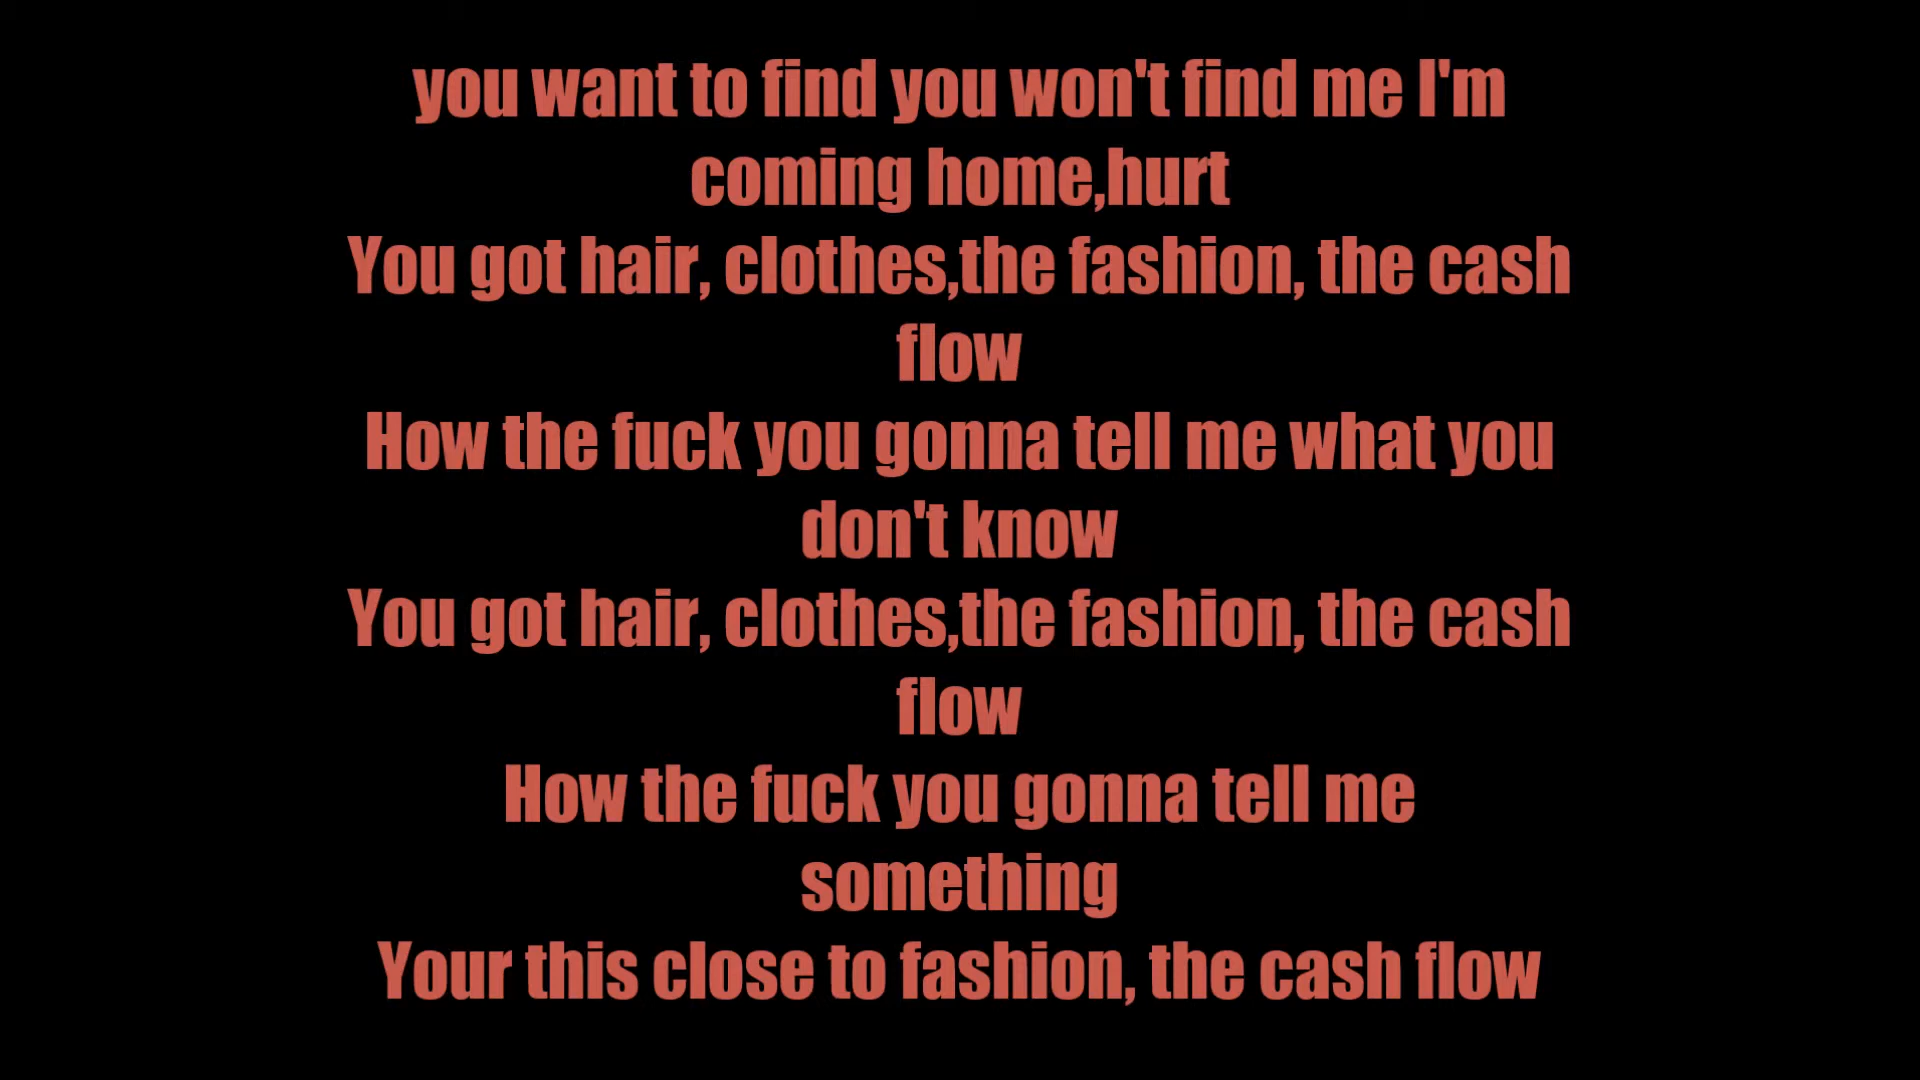 you want to find you won't find me I'm
coming home,hurt
You got hair, clothes,the fashion, the cash
flow
How the fuck you gonna tell me what you
don't know
You got hair, clothes,the fashion, the cash
flow
How the fuck you gonna tell me
something
Your this close to fashion, the cash flow